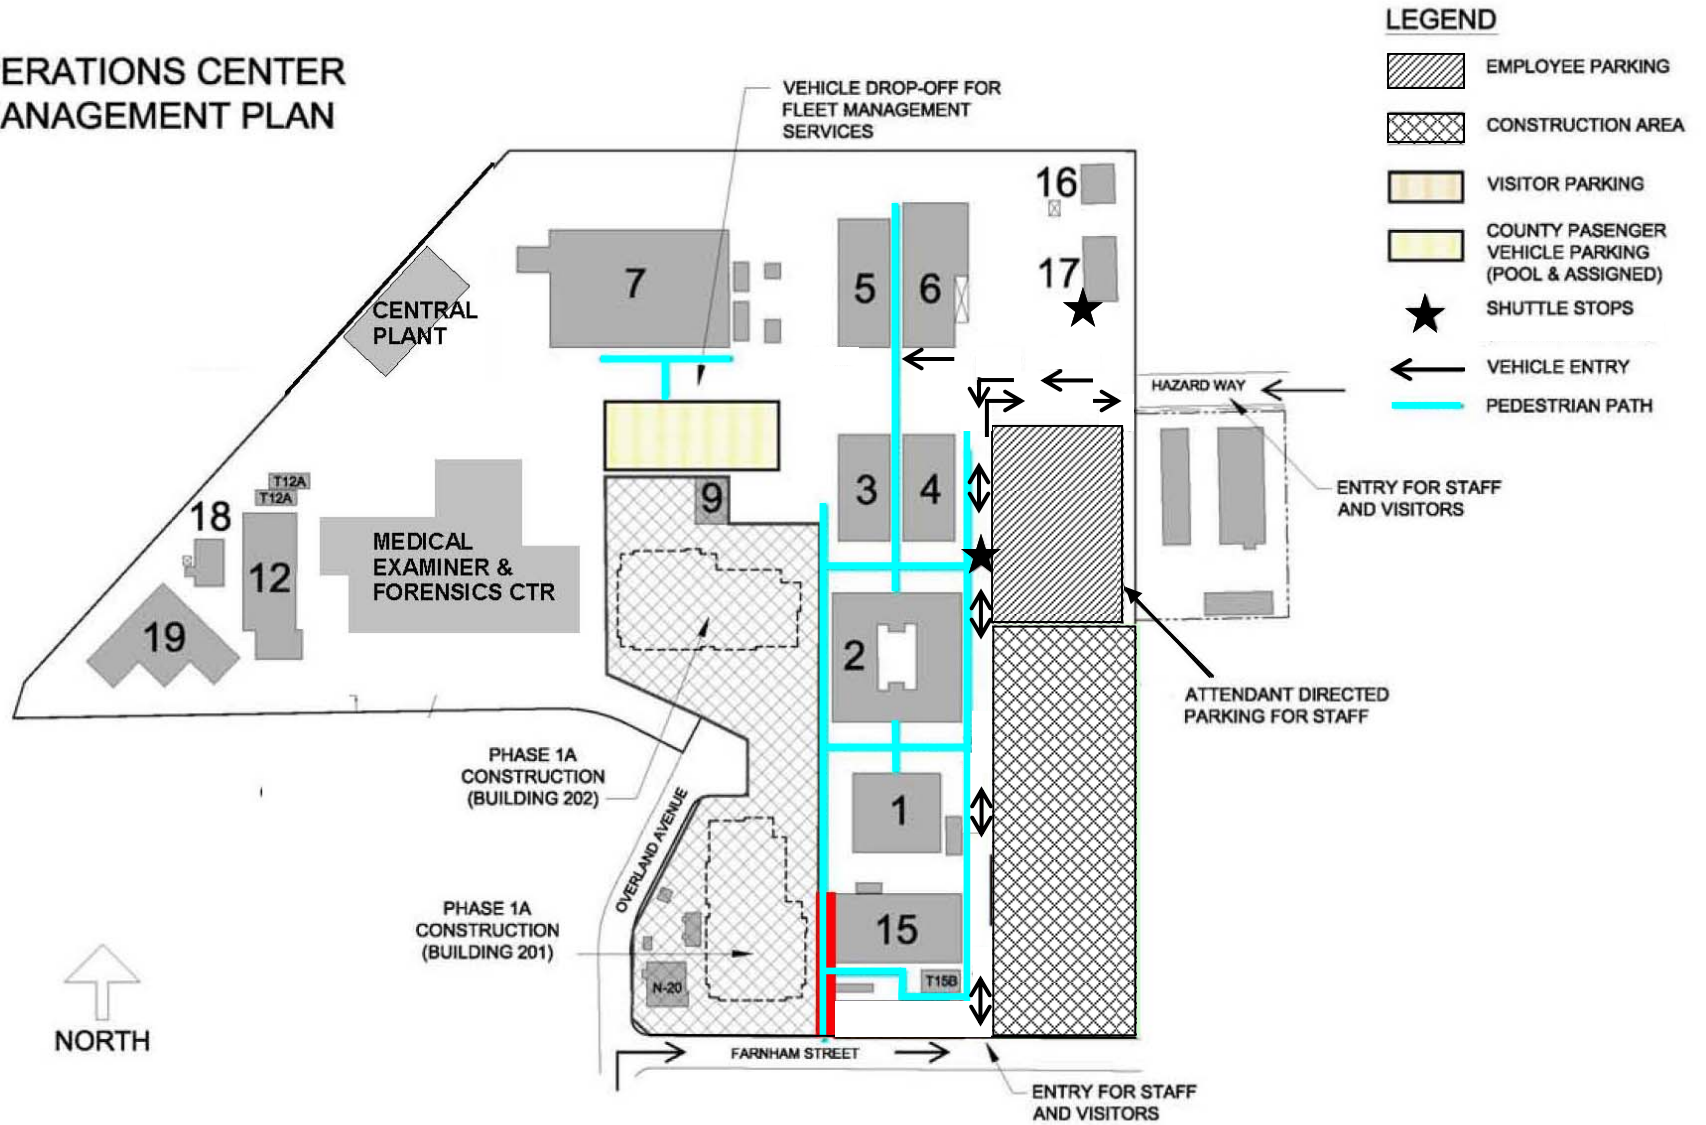 ERATIONS CENTER
ANAGEMENT PLAN
LEGEND
EMPLOYEE PARKING
CONSTRUCTION AREA
VISITOR PARKING
COUNTY PASENGER
VEHICLE PARKING
(POOL & ASSIGNED)
SHUTTLE STOPS
VEHICLE ENTRY
PEDESTRIAN PATH
VEHICLE DROP-OFF FOR
FLEET MANAGEMENT
SERVICES
16
17
7
5
6
CENTRAL
PLANT
HAZARD WAY
ENTRY FOR STAFF
AND VISITORS
3
4
9
T12A
T12A
18
12
19
MEDICAL
EXAMINER &
FORENSICS CTR
2
ATTENDANT DIRECTED
PARKING FOR STAFF
PHASE 1A
CONSTRUCTION
(BUILDING 202)
OVERLAND AVENUE
1
PHASE 1A
CONSTRUCTION
(BUILDING 201)
15
T15B
N-20
NORTH
FARNHAM STREET
ENTRY FOR STAFF
AND VISITORS